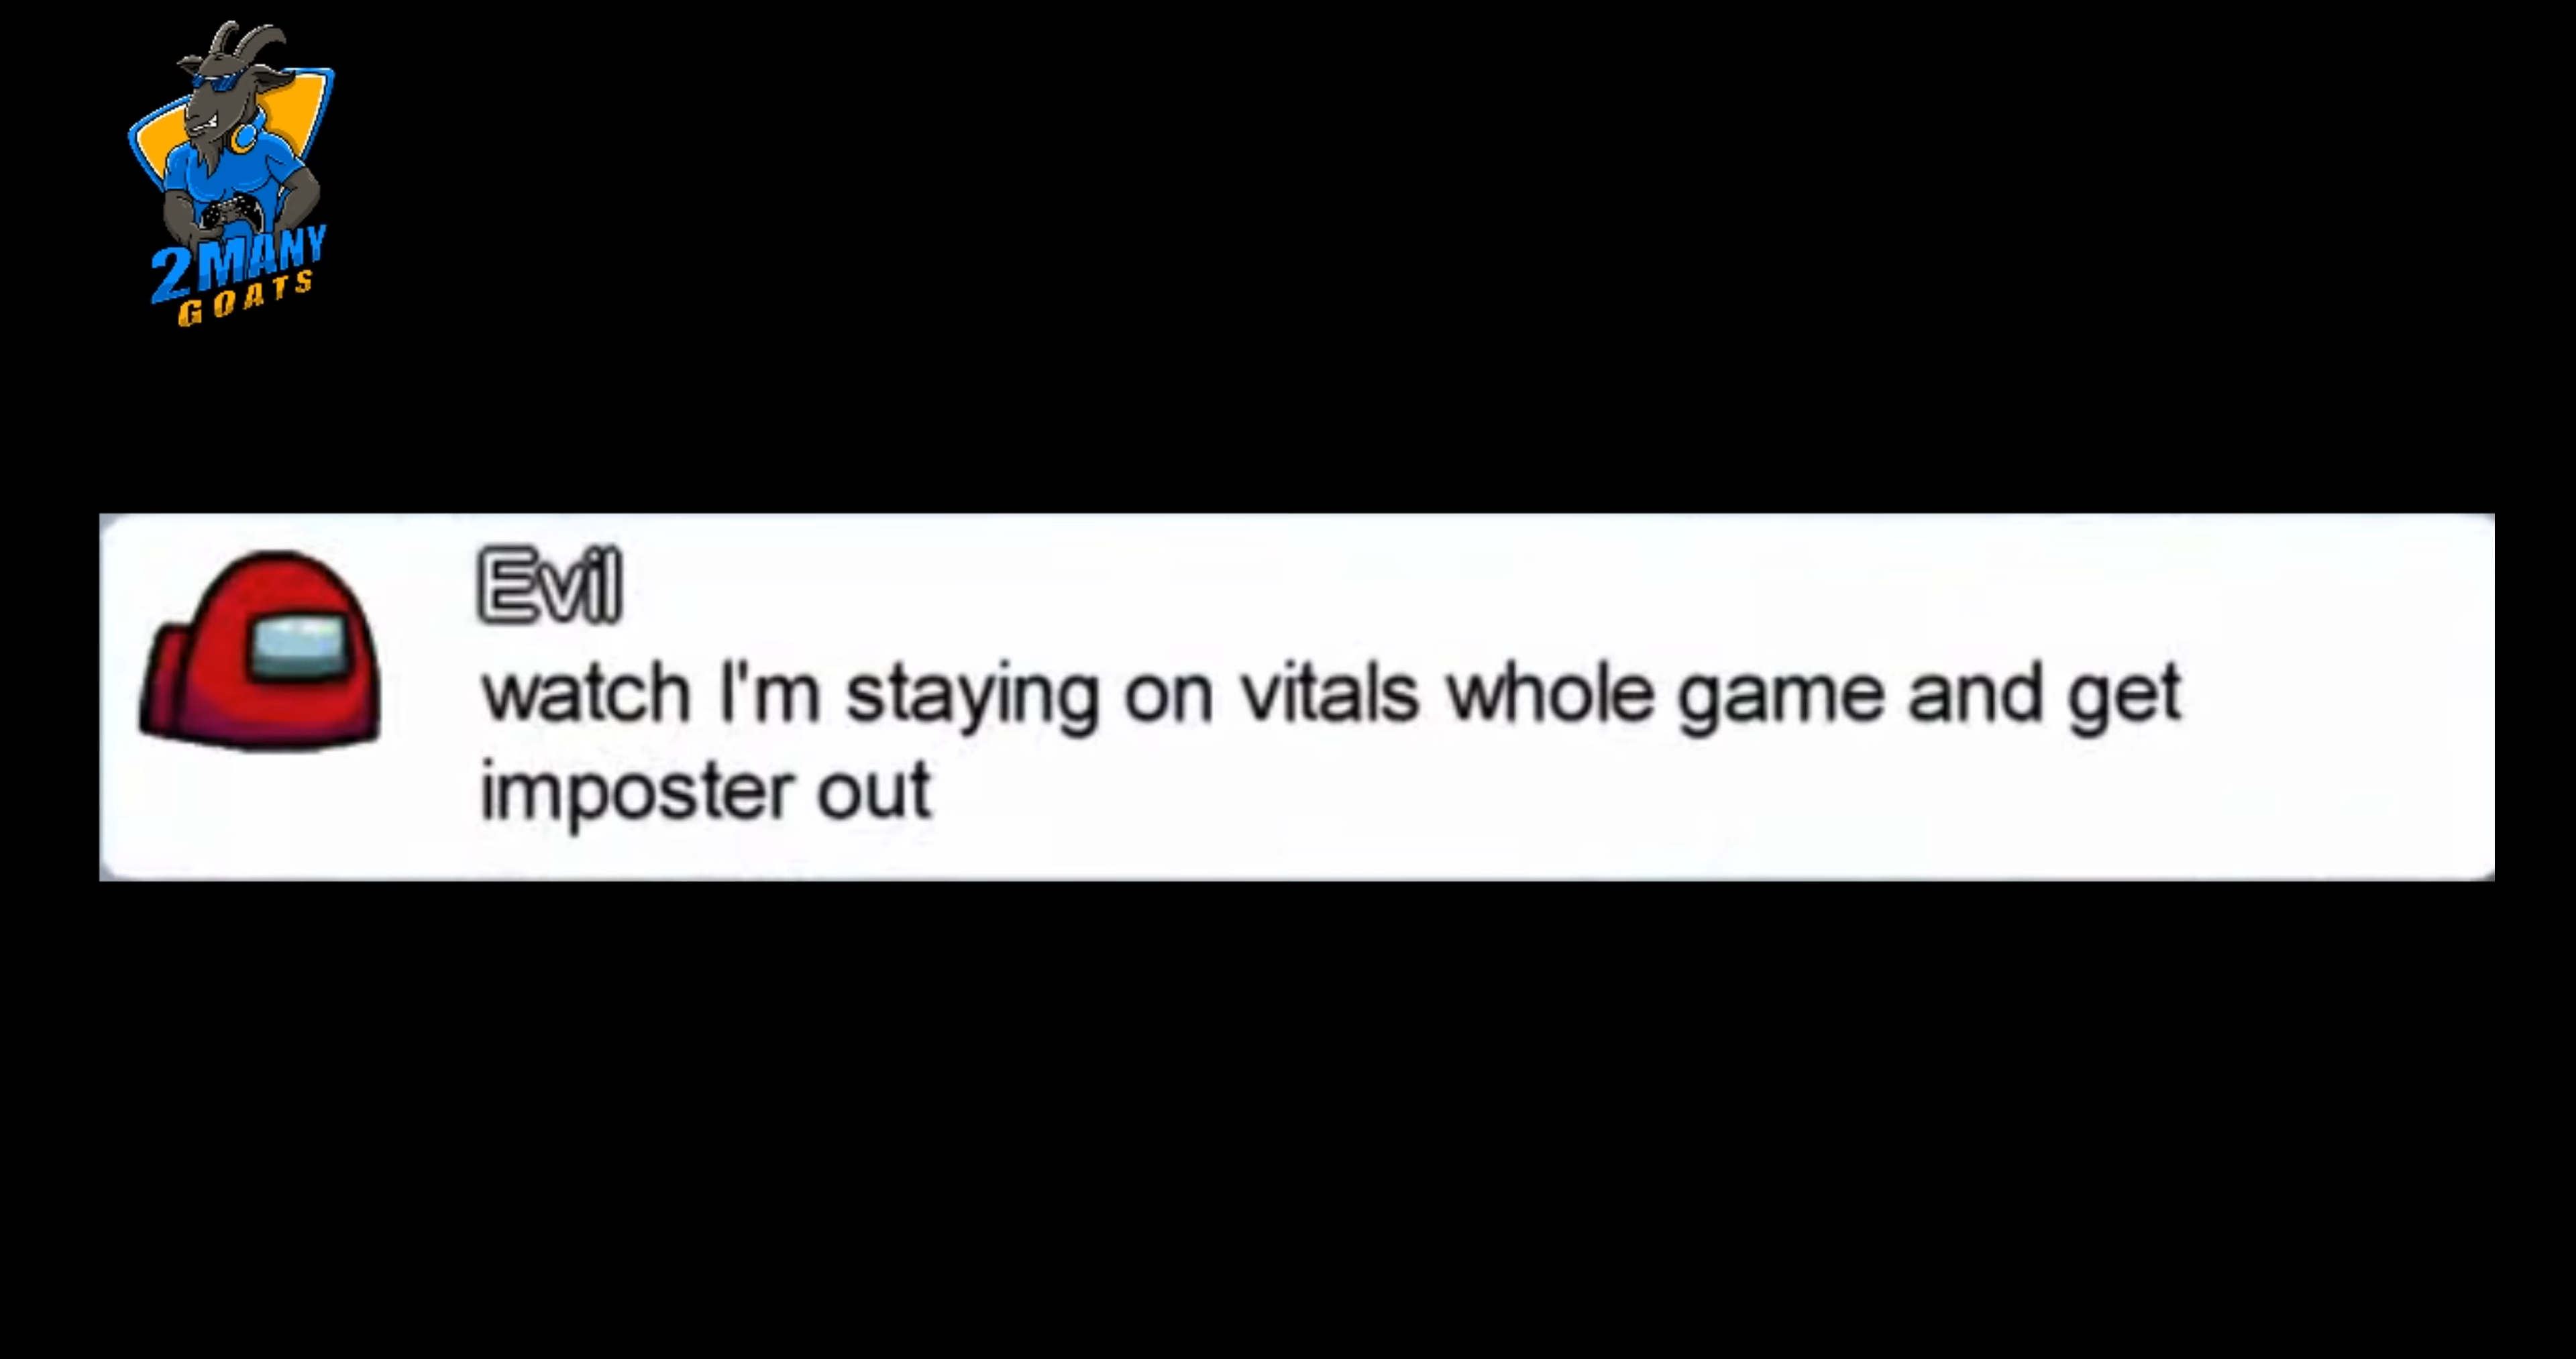 2MANY
GOATS
Evil
watch I'm staying on vitals whole game and get
imposter out